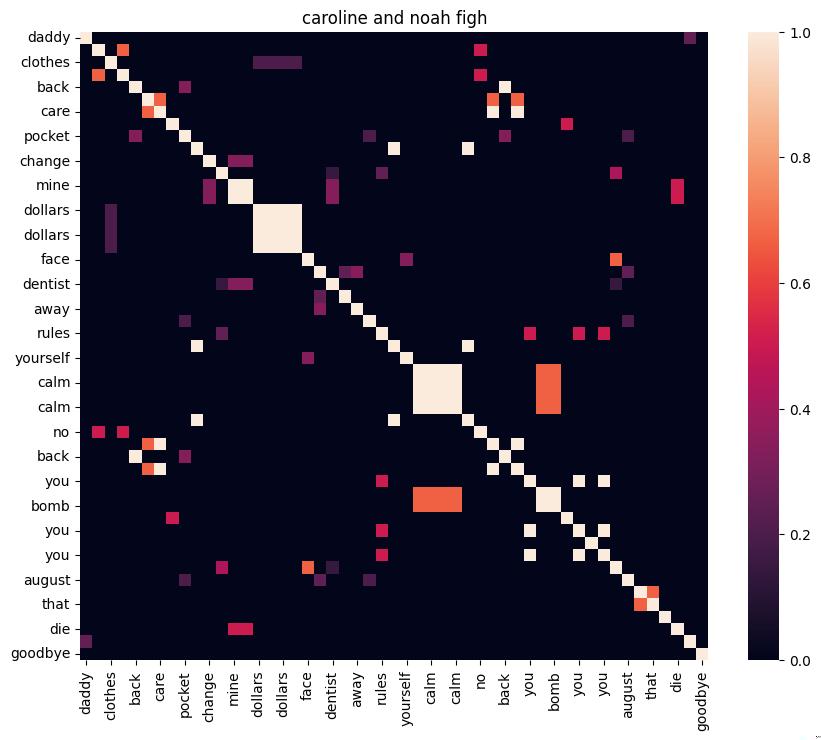 caroline and noah figh
daddy
clothes
back
care
pocket
change
mine
dollars
dollars
face
dentist
away
rules
yourself
calm
calm
no
back
you
bomb
you
you
august
that
die
goodbye
daddy clothes back care pocket change mine dollars dollars face dentist away rules yourself calm calm no back you bomb you you august that die goodbye
1.0
0.8
0.6
0.4
0.2
0.0